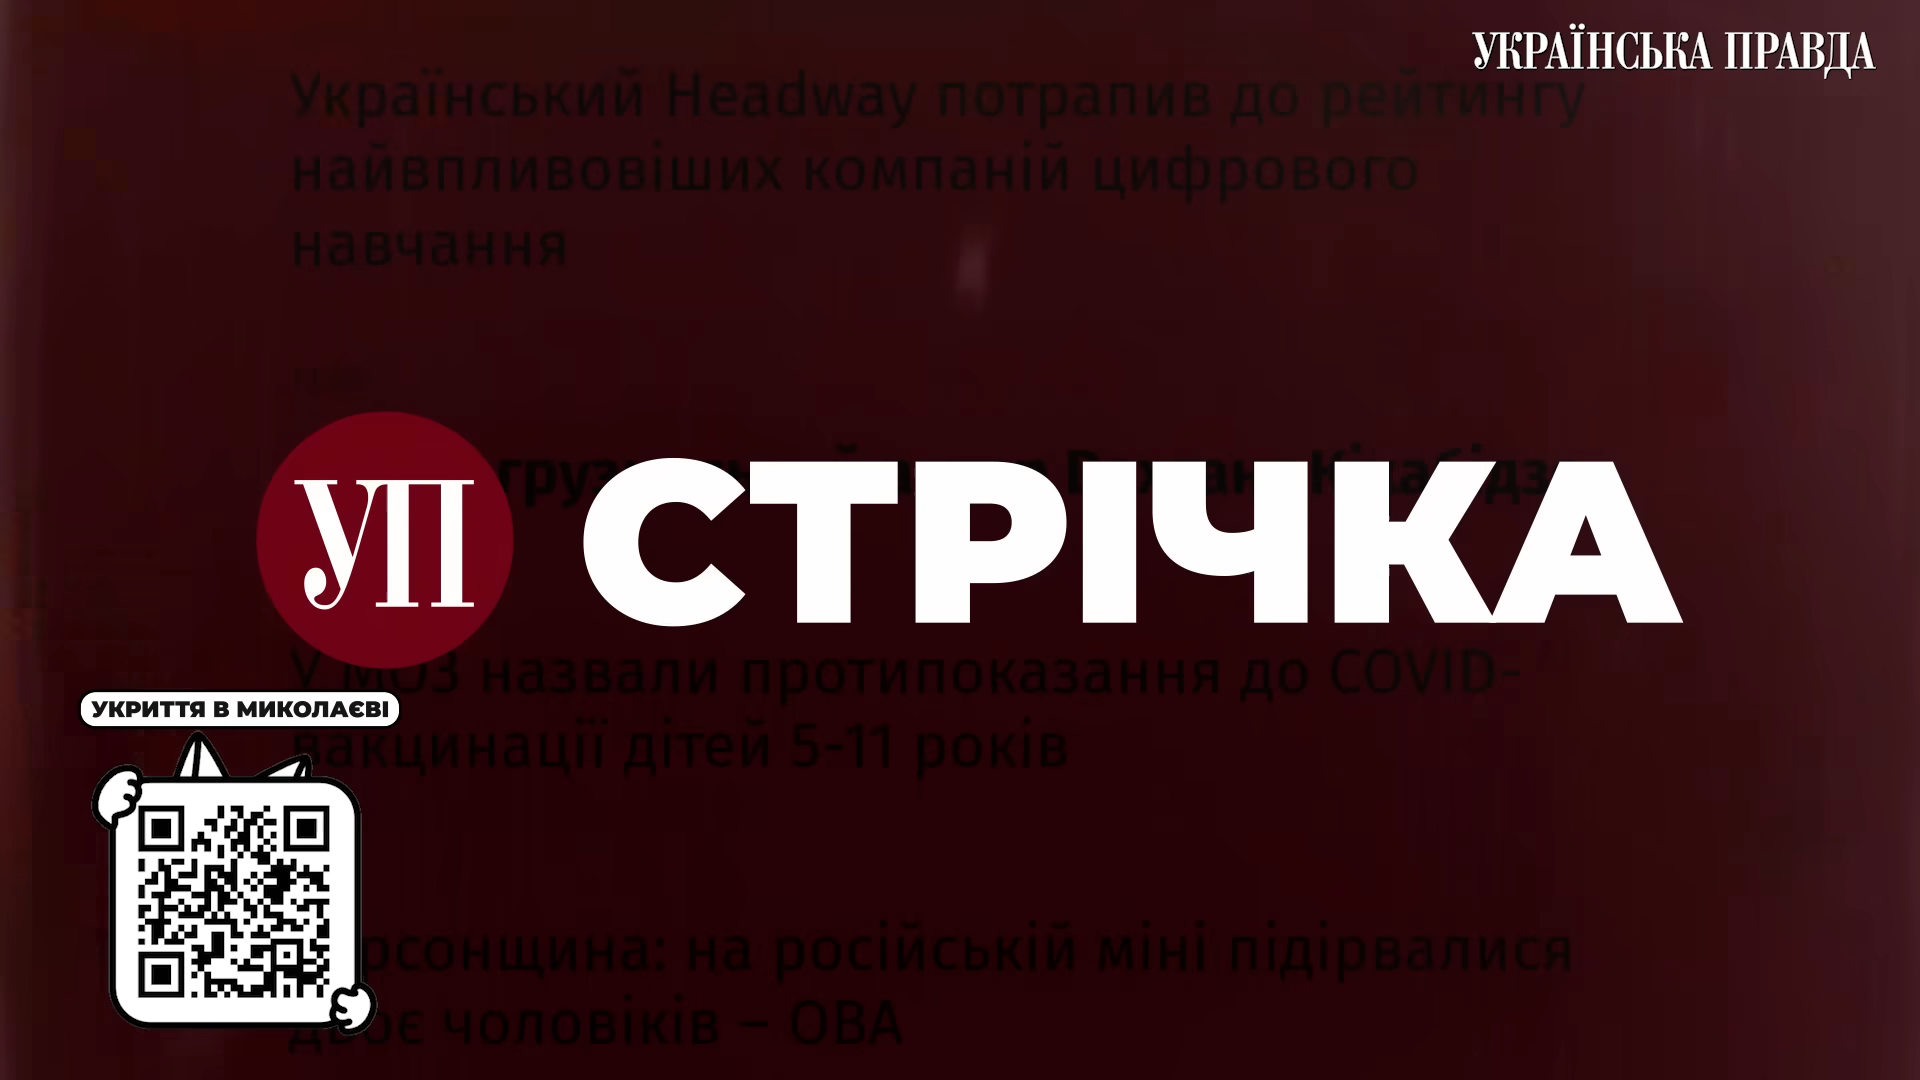 УКРАЇНСЬКА ПРАВДА
Український Headway потрапив до рейтингу
найвпливовіших компаній цифрового
навчання
УП СТРІЧКА
У МОЗ назвали протипоказання до COVID-
вакцинації дітей 5-11 років
УКРИТТЯ В МИКОЛАЄВІ
на російській міні підірвалися
чоловіків – ОВА